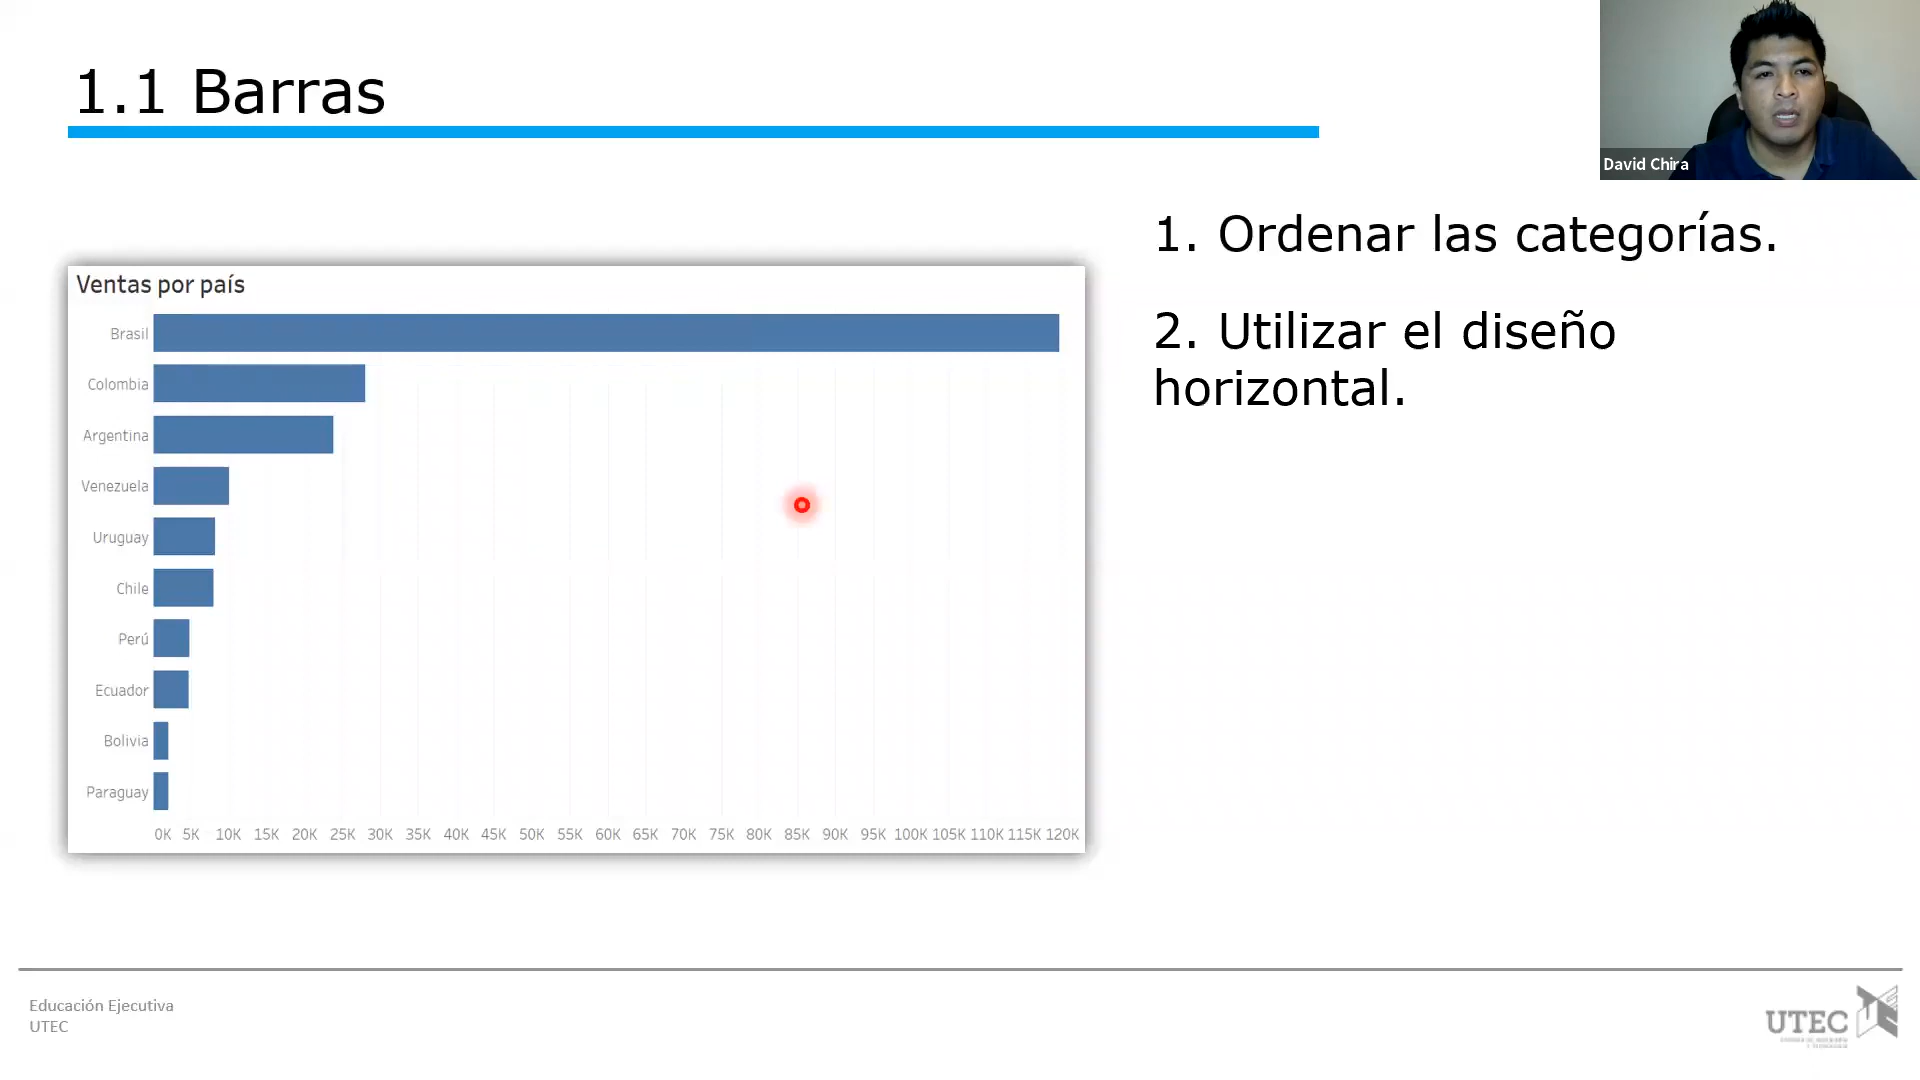 1.1 Barras
David Chira
1. Ordenar las categorías.
2. Utilizar el diseño
horizontal.
Ventas por país
Brasil
Colombia
Argentina
Venezuela
Uruguay
Chile
Perú
Ecuador
Bolivia
Paraguay
0K 5K 10K 15K 20K 25K 30K 35K 40K 45K 50K 55K 60K 65K 70K 75K 80K 85K 90K 95K 100K 105K 110K 115K 120K
Educación Ejecutiva
UTEC
UTEC